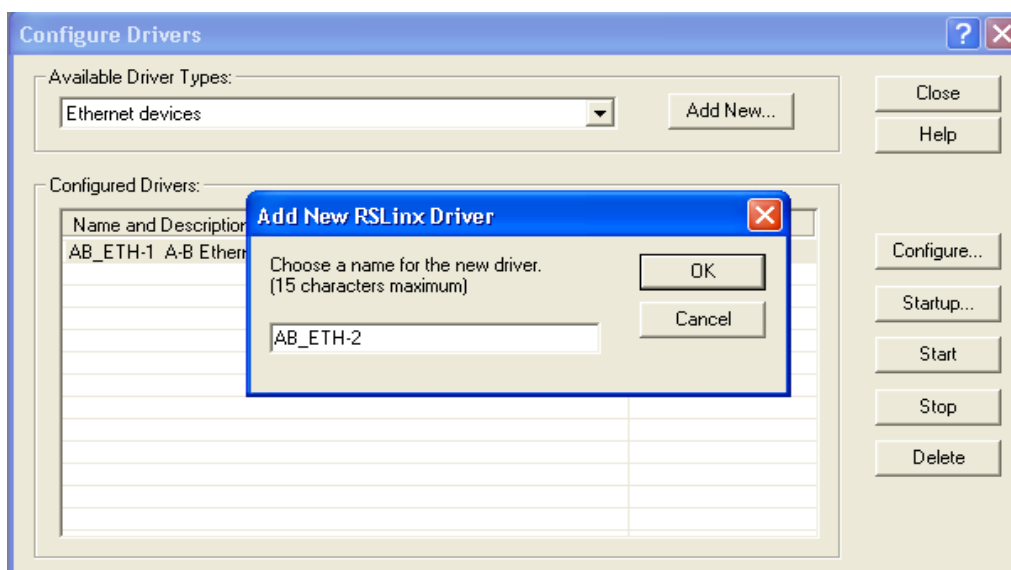 Configure Drivers
Available Driver Types:
Ethernet devices
Add New...
Close
Help
Configured Drivers:
Name and Description
AB_ETH-1 A-B Ethern
Add New RSLinx Driver
Choose a name for the new driver.
(15 characters maximum)
AB_ETH-2
OK
Cancel
Configure...
Startup...
Start
Stop
Delete